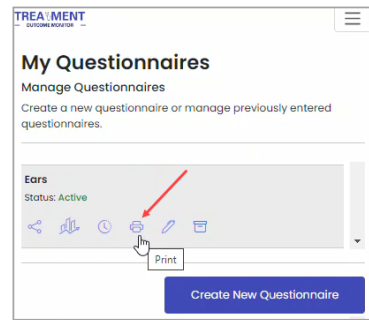 TREATMENT
OUTCOME MONITOR
My Questionnaires
Manage Questionnaires
Create a new questionnaire or manage previously entered
questionnaires.
Ears
Status: Active
Print
Create New Questionnaire